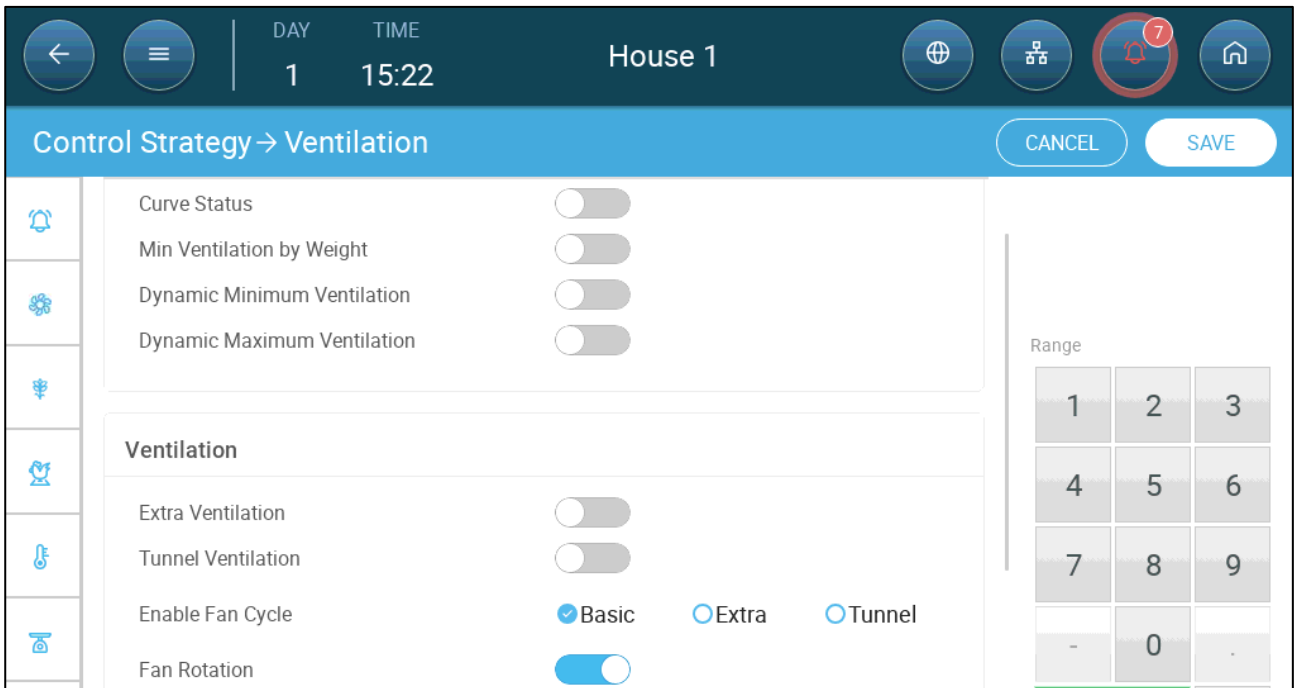 DAY TIME 7
1 15:22 House 1
Control Strategy→Ventilation CANCEL SAVE
Curve Status
Min Ventilation by Weight
Dynamic Minimum Ventilation
Dynamic Maximum Ventilation
Range
1 2 3
Ventilation
4 5 6
Extra Ventilation
Tunnel Ventilation
7 8 9
Enable Fan Cycle Basic Extra Tunnel
- 0 .
Fan Rotation